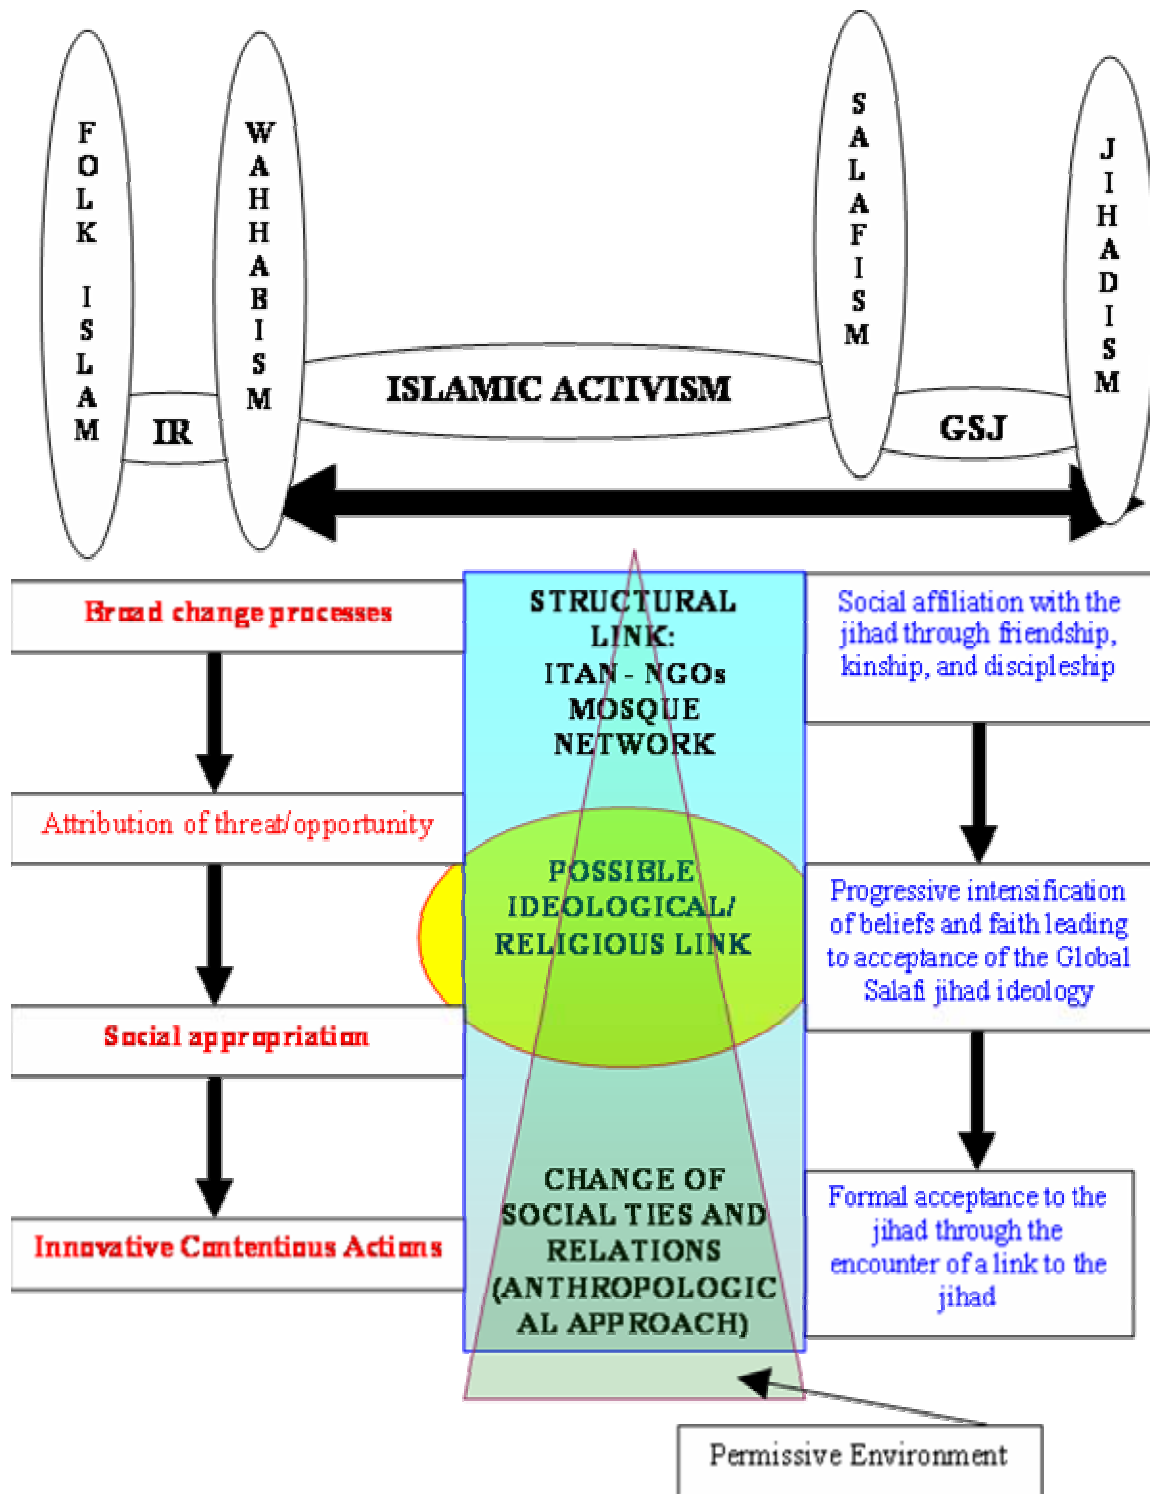 FOLK ISLAM
WAHHABISM
SALAFISM
JIHADISM
IR
ISLAMIC ACTIVISM
GSJ
Broad change processes
Attribution of threat/opportunity
Social appropriation
Innovative Contentious Actions
STRUCTURAL
LINK:
ITAN - NGOs
MOSQUE
NETWORK
POSSIBLE
IDEOLOGICAL/
RELIGIOUS LINK
CHANGE OF
SOCIAL TIES AND
RELATIONS
(ANTHROPOLOGIC
AL APPROACH)
Social affiliation with the
jihad through friendship,
kinship, and discipleship
Progressive intensification
of beliefs and faith leading
to acceptance of the Global
Salafi jihad ideology
Formal acceptance to the
jihad through the
encounter of a link to the
jihad
Permissive Environment